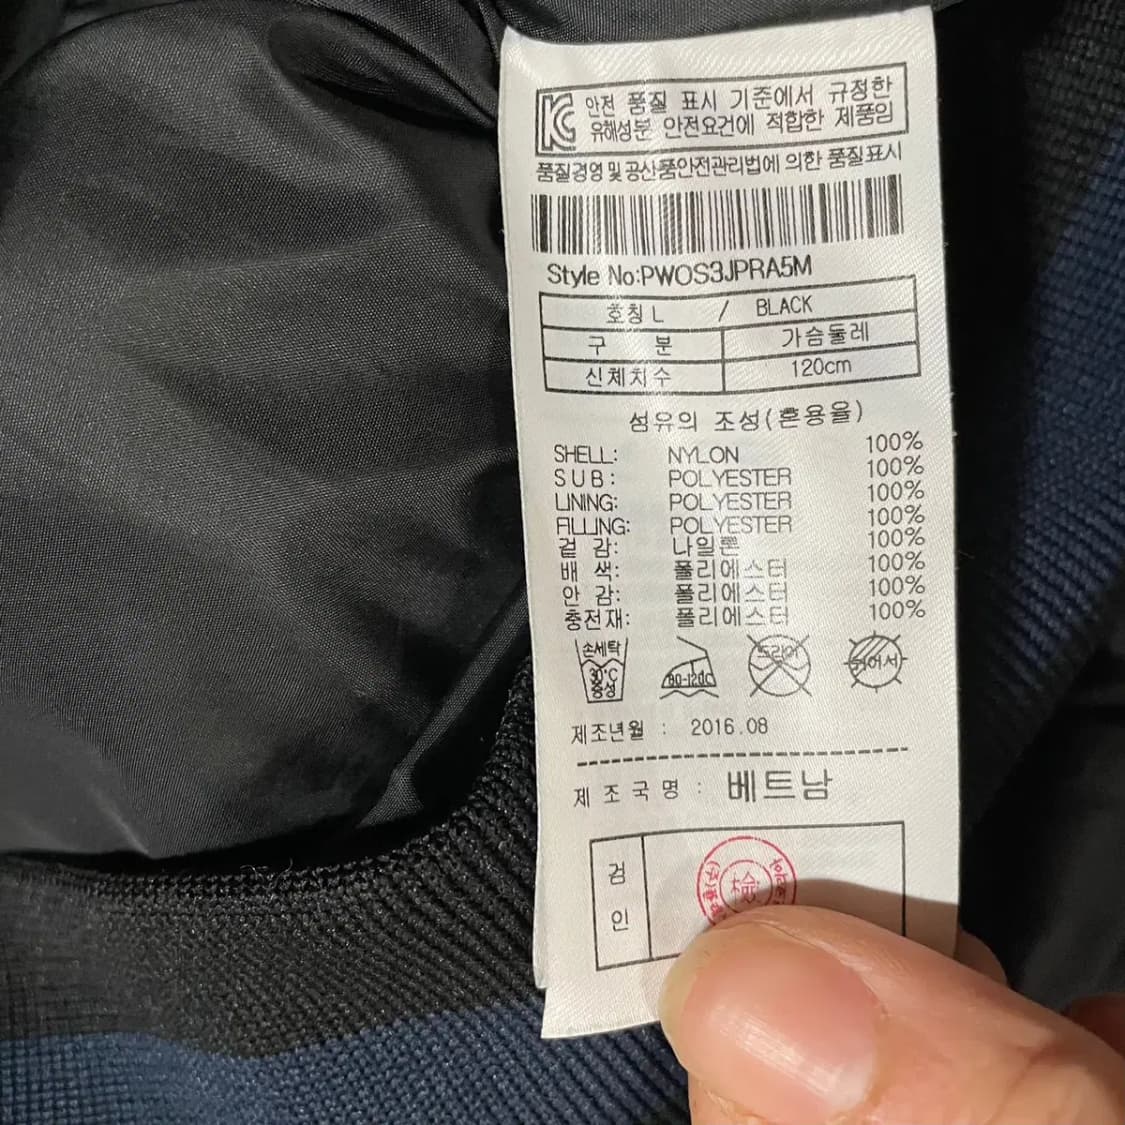 KC 안전 품질 표시 기준에서 규정한
유해성분 안전요건에 적합한 제품임
품질경영 및 공산품안전관리법에 의한 품질표시
Style No:PWOS3JPRA5M
호칭 L / BLACK
구 분 가슴둘레
신체치수 120cm
섬유의 조성(혼용율)
SHELL: NYLON 100%
SUB: POLYESTER 100%
LINING: POLYESTER 100%
FILLING: POLYESTER 100%
겉 감: 나일론 100%
배 색: 폴리에스터 100%
안 감: 폴리에스터 100%
충전재: 폴리에스터 100%
손세탁 30°C 중성
80-120C
드라이
제조년월 : 2016.08
제 조 국 명 : 베트남
검인
檢